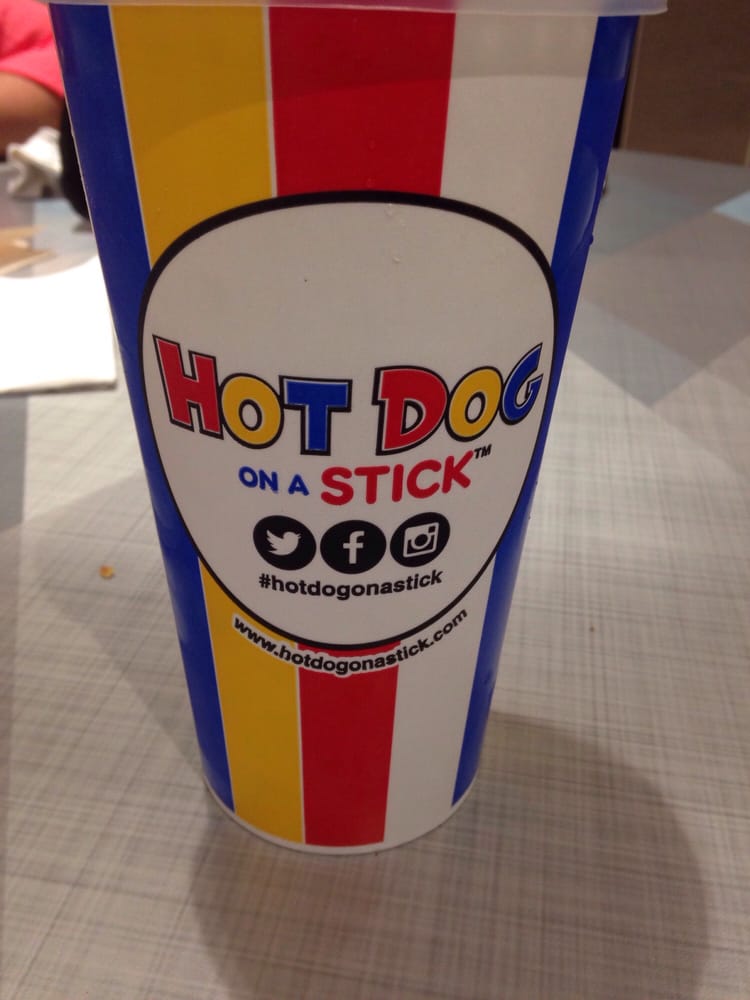 HOT DOG
ON A STICK™
#hotdogonastick
www.hotdogonastick.com